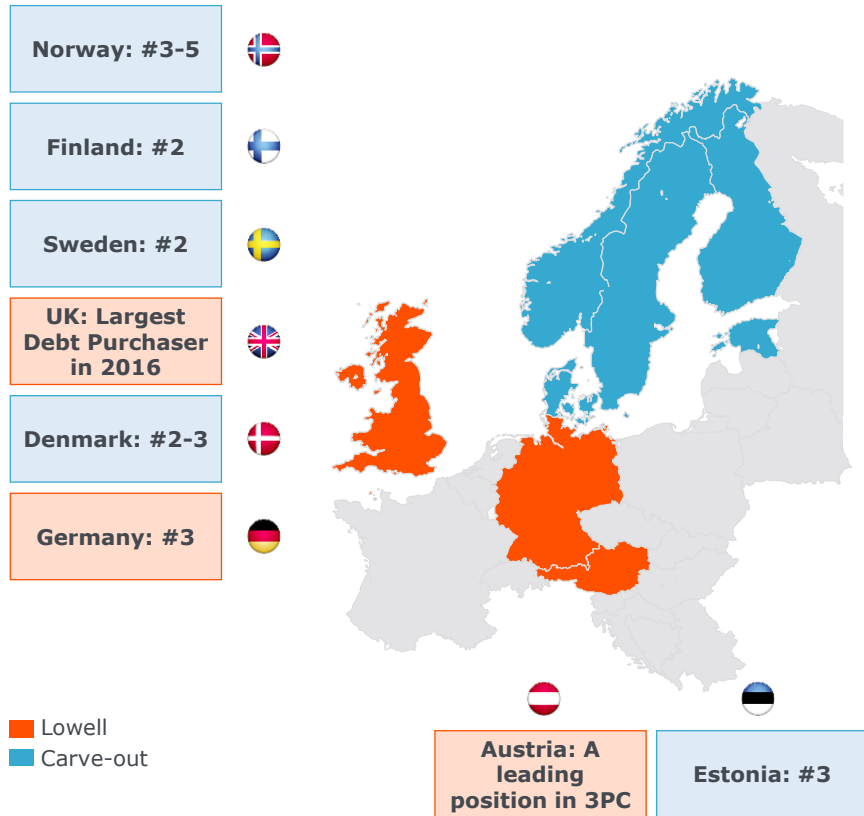 Norway: #3-5
Finland: #2
Sweden: #2
UK: Largest
Debt Purchaser
in 2016
Denmark: #2-3
Germany: #3
Lowell
Carve-out
Austria: A
leading
position in 3PC
Estonia: #3